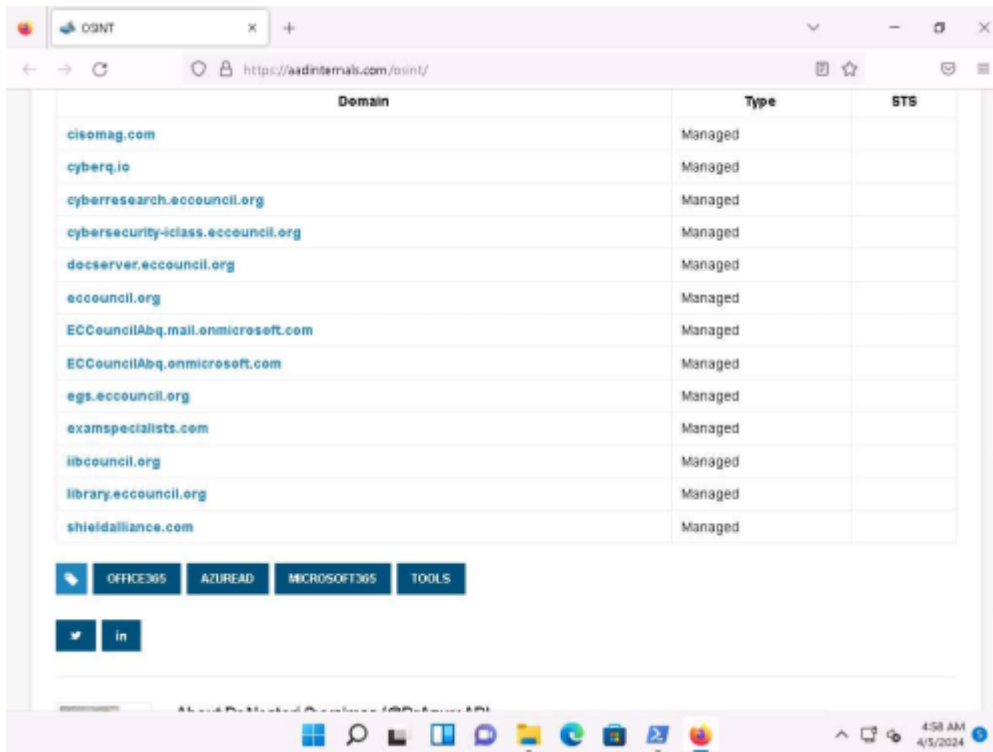 OSINT
https://aadinternals.com/osint/
Domain Type STS
cisomag.com Managed
cyberq.io Managed
cyberresearch.eccouncil.org Managed
cybersecurity-iclass.eccouncil.org Managed
docserver.eccouncil.org Managed
eccouncil.org Managed
ECCouncilAbq.mail.onmicrosoft.com Managed
ECCouncilAbq.onmicrosoft.com Managed
egs.eccouncil.org Managed
examspecialists.com Managed
iibcouncil.org Managed
library.eccouncil.org Managed
shieldalliance.com Managed
OFFICE365 AZUREAD MICROSOFT365 TOOLS
in
4:58 AM
4/5/2024